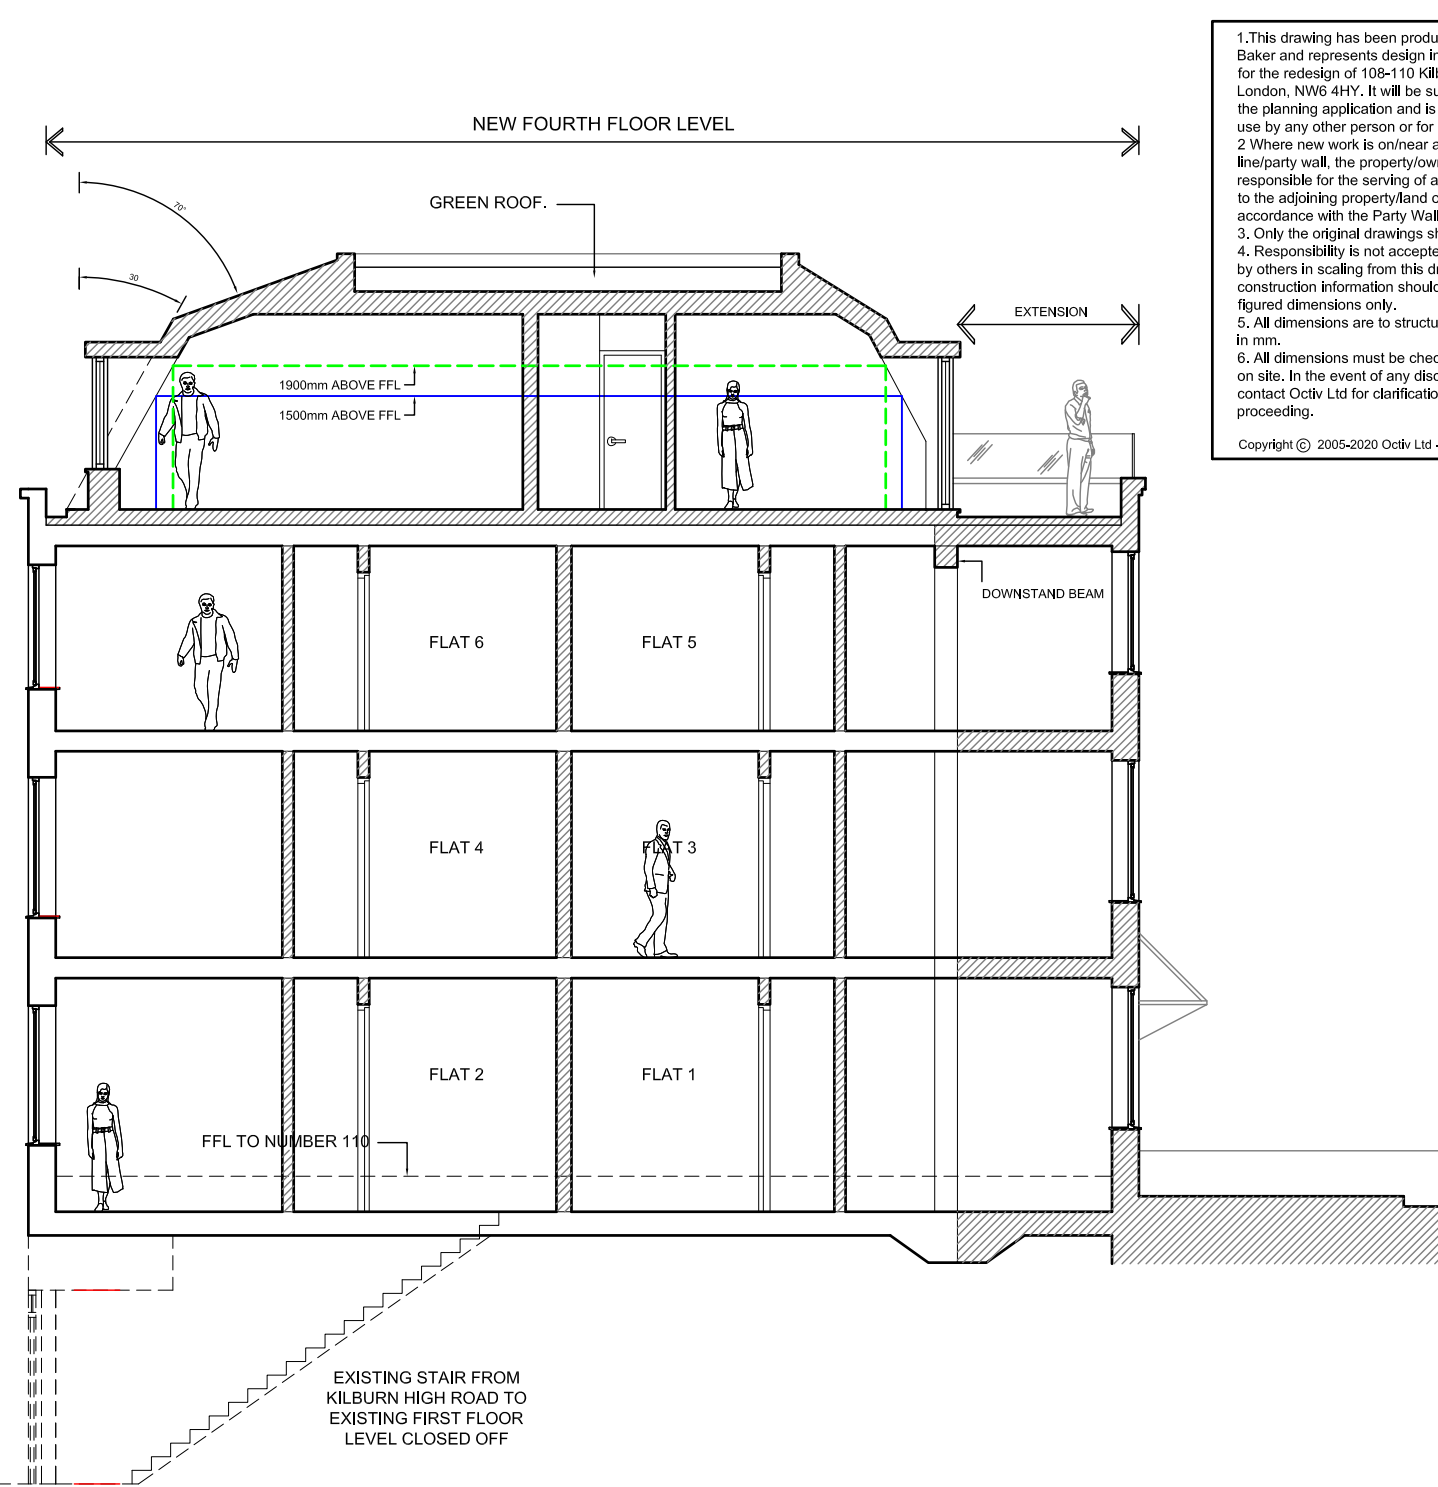 1.This drawing has been produ
Baker and represents design in
for the redesign of 108-110 Kilb
London, NW6 4HY. It will be su
the planning application and is
use by any other person or for
2 Where new work is on/near a
line/party wall, the property/own
responsible for the serving of a
to the adjoining property/land o
accordance with the Party Wall
3. Only the original drawings sh
4. Responsibility is not accepte
by others in scaling from this dr
construction information should
figured dimensions only.
5. All dimensions are to structu
in mm.
6. All dimensions must be chec
on site. In the event of any disc
contact Octiv Ltd for clarificatio
proceeding.
Copyright © 2005-2020 Octiv Ltd -
NEW FOURTH FLOOR LEVEL
70°
GREEN ROOF.
30
EXTENSION
1900mm ABOVE FFL
1500mm ABOVE FFL
DOWNSTAND BEAM
FLAT 6
FLAT 5
FLAT 4
FLAT 3
FLAT 2
FLAT 1
FFL TO NUMBER 110
EXISTING STAIR FROM
KILBURN HIGH ROAD TO
EXISTING FIRST FLOOR
LEVEL CLOSED OFF